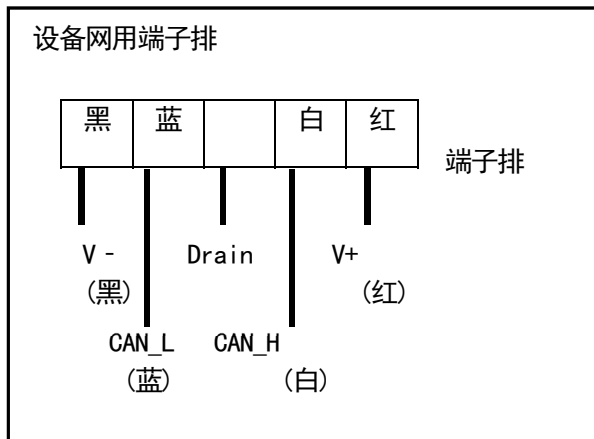 设备网用端子排
黑 蓝 白 红
端子排
V - Drain V+
(黑) (红)
CAN_L CAN_H
(蓝) (白)